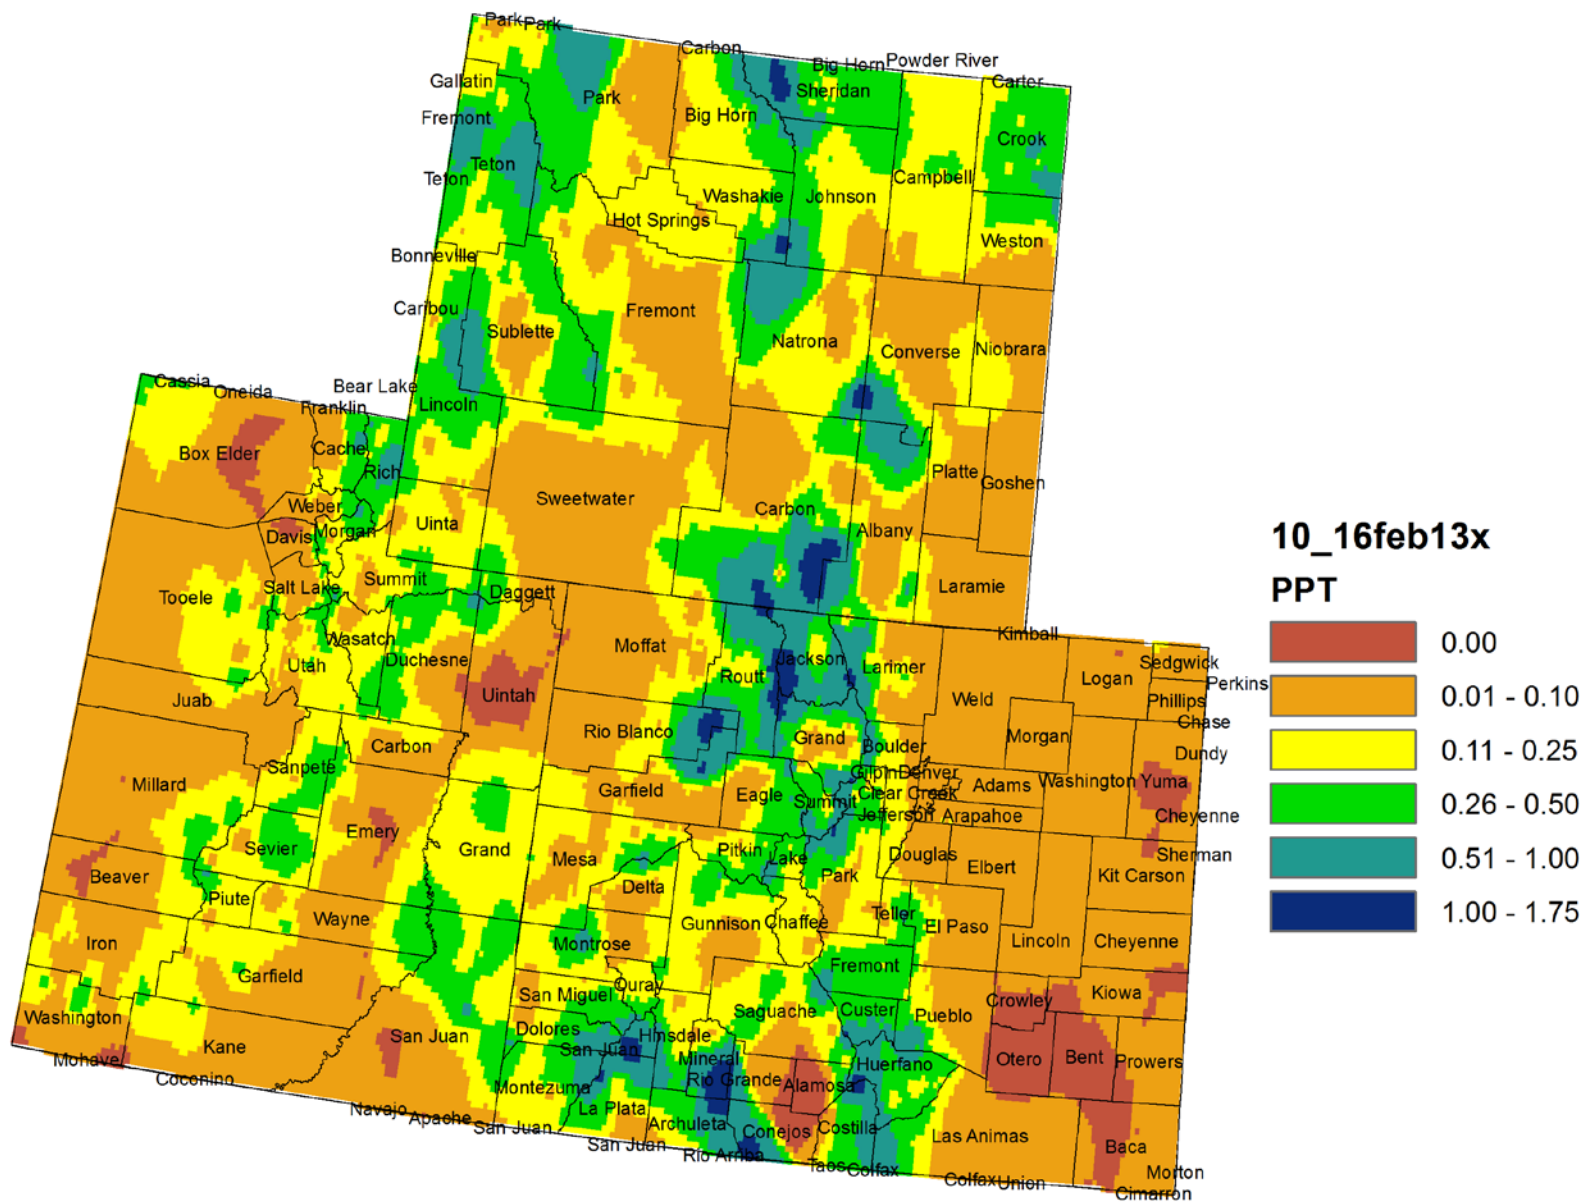 Park
Park
Carbon
Big Horn
Powder River
Carter
Gallatin
Park
Sheridan
Fremont
Big Horn
Crook
Teton
Teton
Campbell
Washakie
Johnson
Hot Springs
Weston
Bonneville
Caribou
Fremont
Sublette
Natrona
Converse
Niobrara
Cassia
Oneida
Bear Lake
Franklin
Lincoln
Box Elder
Cache
Rich
Platte
Goshen
Sweetwater
Carbon
Weber
Uinta
Albany
Davis
Morgan
10_16feb13x
PPT
Salt Lake
Summit
Daggett
Laramie
Tooele
Kimball
0.00
Wasatch
Moffat
Utah
Duchesne
Jackson
Larimer
Sedgwick
Routt
Logan
Perkins
Uintah
Juab
Weld
Phillips
0.01 - 0.10
Chase
Rio Blanco
Grand
Morgan
Carbon
Boulder
Dundy
0.11 - 0.25
Sanpete
Gilpin
Denver
Millard
Garfield
Eagle
Summit
Clear Creek
Adams
Washington
Yuma
Jefferson
Arapahoe
Cheyenne
0.26 - 0.50
Emery
Sevier
Grand
Mesa
Pitkin
Lake
Douglas
Elbert
Sherman
Beaver
Park
Kit Carson
0.51 - 1.00
Delta
Piute
Wayne
Gunnison
Chaffee
Teller
El Paso
1.00 - 1.75
Iron
Montrose
Lincoln
Cheyenne
Garfield
Fremont
San Miguel
Ouray
Crowley
Kiowa
Washington
Saguache
Custer
Pueblo
Dolores
San Juan
Hinsdale
Kane
San Juan
Mineral
Huerfano
Otero
Bent
Prowers
Mohave
Coconino
Montezuma
Rio Grande
Alamosa
Navajo
Apache
La Plata
San Juan
San Juan
Archuleta
Conejos
Costilla
Las Animas
Baca
Rio Arriba
Taos
Colfax
Colfax
Union
Morton
Cimarron